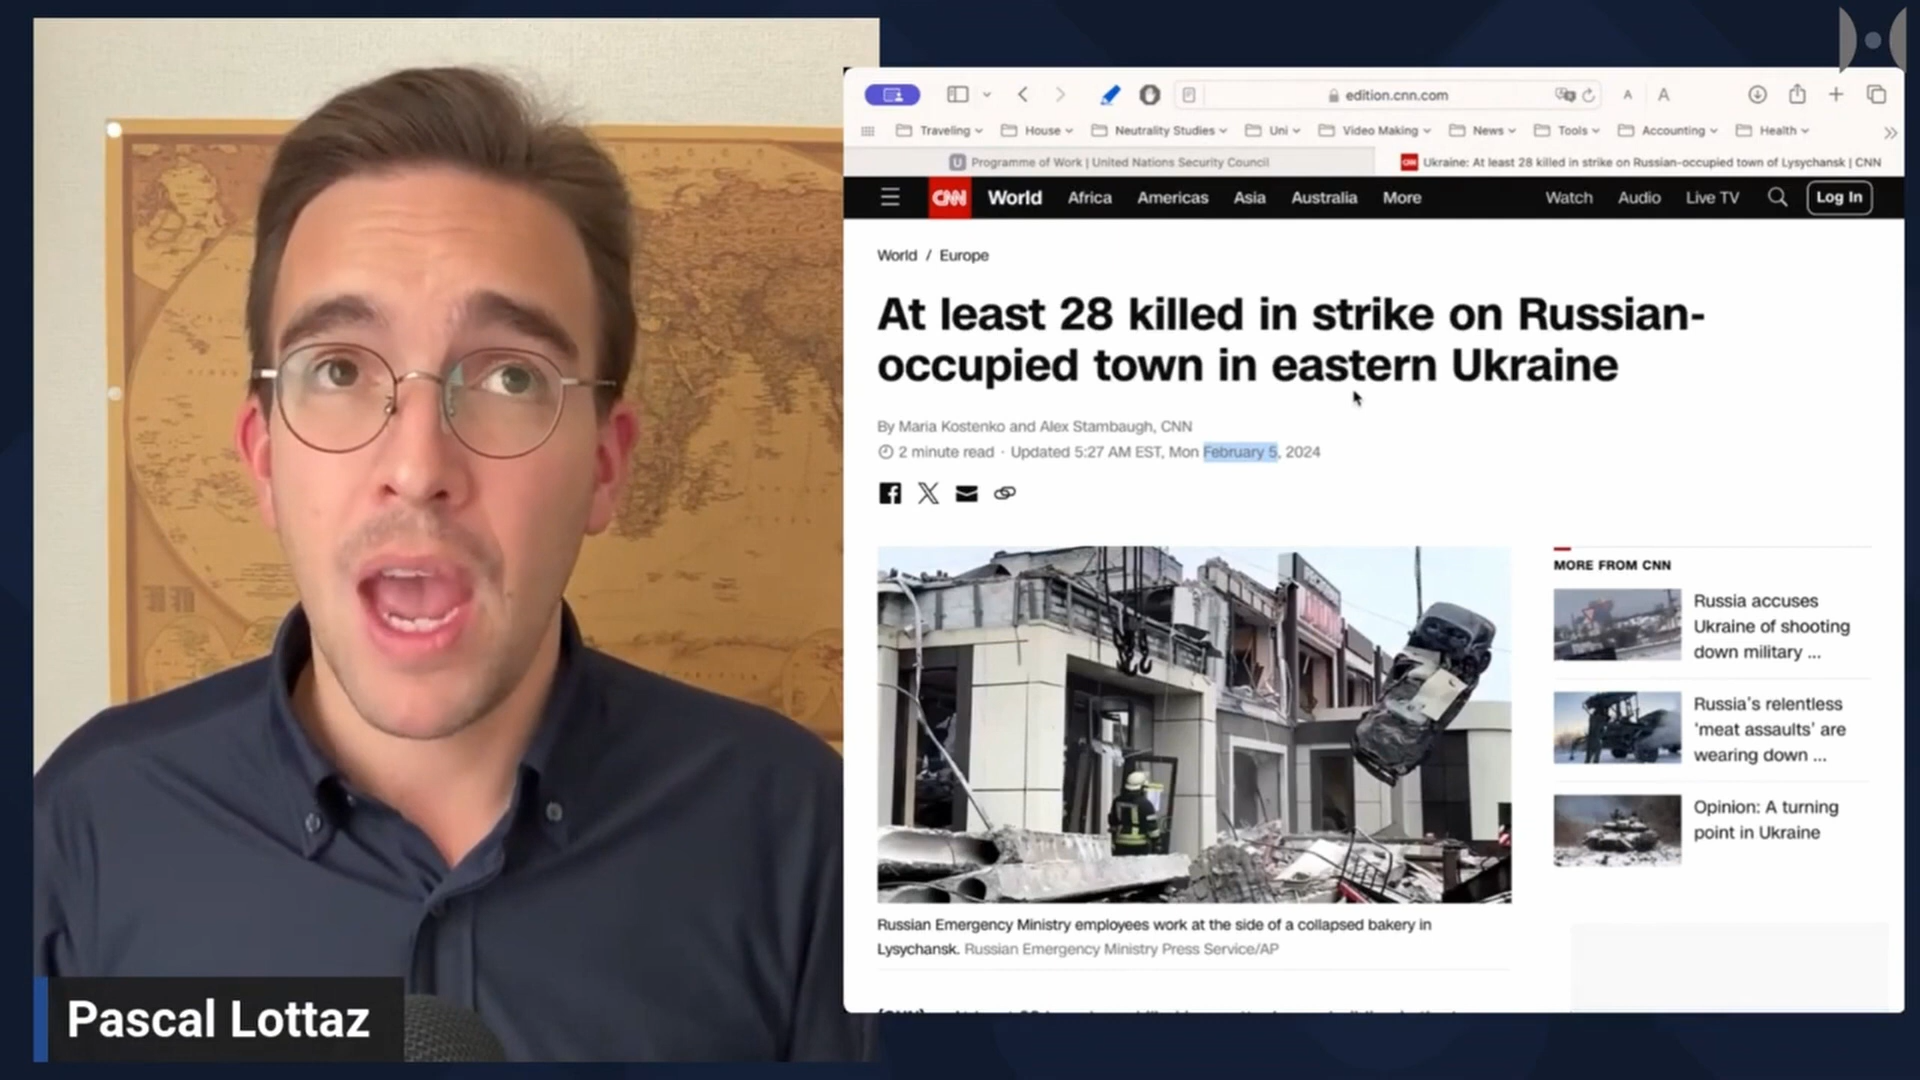 edition.cnn.com
A
A
Traveling
House
Neutrality Studies
Uni
Video Making
News
Tools
Accounting
Health
U Programme of Work | United Nations Security Council
CNN Ukraine: At least 28 killed in strike on Russian-occupied town of Lysychansk | CNN
CNN World Africa Americas Asia Australia More Watch Audio Live TV Log In
World / Europe
At least 28 killed in strike on Russian-
occupied town in eastern Ukraine
By Maria Kostenko and Alex Stambaugh, CNN
2 minute read · Updated 5:27 AM EST, Mon February 5, 2024
MORE FROM CNN
Russia accuses
Ukraine of shooting
down military ...
Russia's relentless
'meat assaults' are
wearing down ...
Opinion: A turning
point in Ukraine
Russian Emergency Ministry employees work at the side of a collapsed bakery in
Lysychansk. Russian Emergency Ministry Press Service/AP
Pascal Lottaz